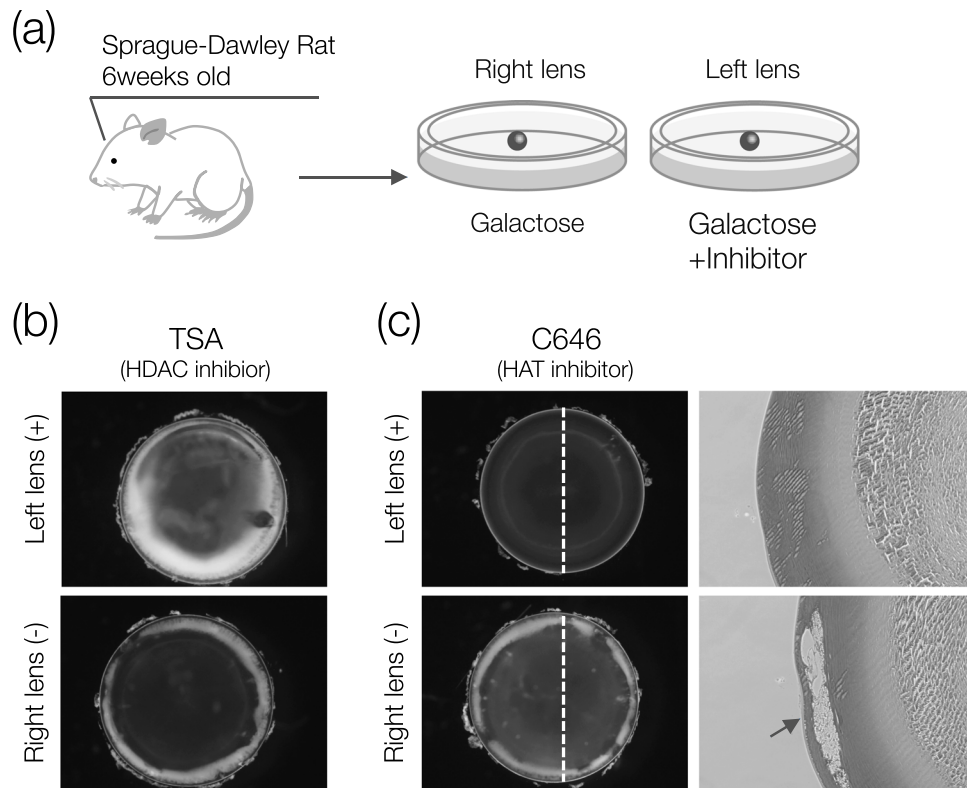 (a)
Sprague-Dawley Rat
6weeks old
Right lens
Left lens
Galactose
Galactose
+Inhibitor
(b)
TSA
(HDAC inhibior)
Left lens (+)
Right lens (-)
(c)
C646
(HAT inhibitor)
Left lens (+)
Right lens (-)